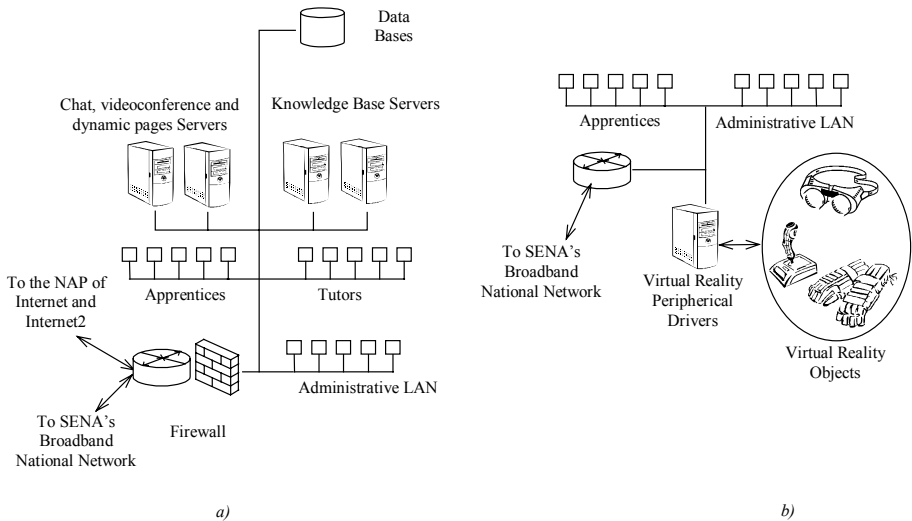 Data
Bases
Chat, videoconference and
dynamic pages Servers
Knowledge Base Servers
Apprentices
Tutors
To the NAP of
Internet and
Internet2
Administrative LAN
To SENA's
Broadband
National Network
Firewall
a)
Apprentices
Administrative LAN
To SENA's
Broadband
National Network
Virtual Reality
Peripherical
Drivers
Virtual Reality
Objects
b)